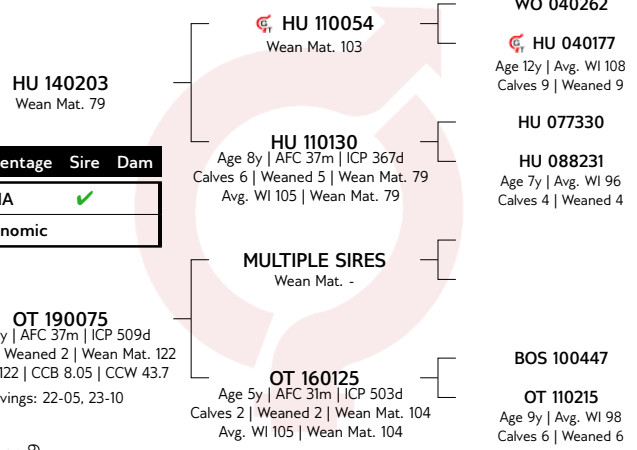 WO 040262
HU 110054
Wean Mat. 103
HU 040177
Age 12y | Avg. WI 108
Calves 9 | Weaned 9
HU 140203
Wean Mat. 79
HU 077330
HU 110130
Age 8y | AFC 37m | ICP 367d
Calves 6 | Weaned 5 | Wean Mat. 79
Avg. WI 105 | Wean Mat. 79
HU 088231
Age 7y | Avg. WI 96
Calves 4 | Weaned 4
entage Sire Dam
A ✔
nomic
MULTIPLE SIRES
Wean Mat. -
OT 190075
y | AFC 37m | ICP 509d
Weaned 2 | Wean Mat. 122
122 | CCB 8.05 | CCW 43.7
vings: 22-05, 23-10
BOS 100447
OT 160125
Age 5y | AFC 31m | ICP 503d
Calves 2 | Weaned 2 | Wean Mat. 104
Avg. WI 105 | Wean Mat. 104
OT 110215
Age 9y | Avg. WI 98
Calves 6 | Weaned 6